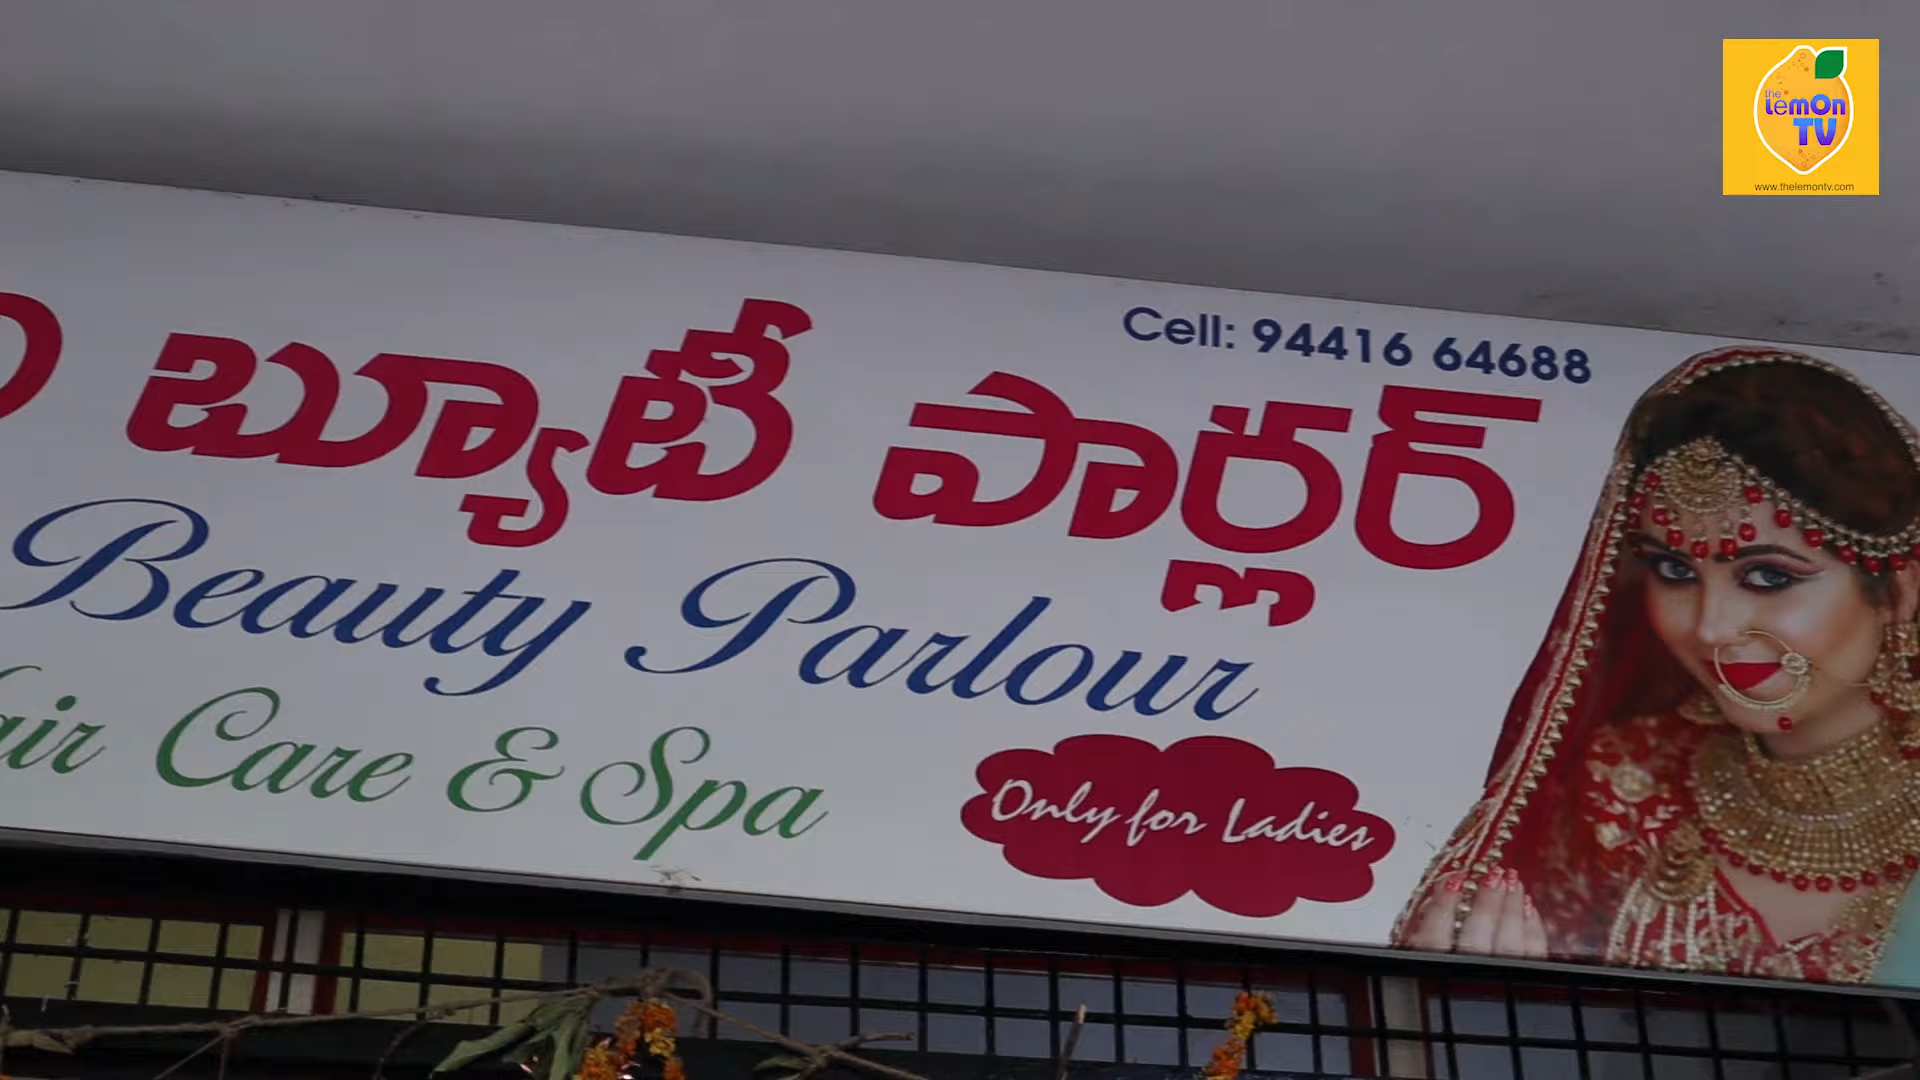 the
Lemon
TV
www.thelemontv.com
Cell: 94416 64688
బ్యూటీ పార్లర్
Beauty Parlour
Care & Spa
Only for Ladies